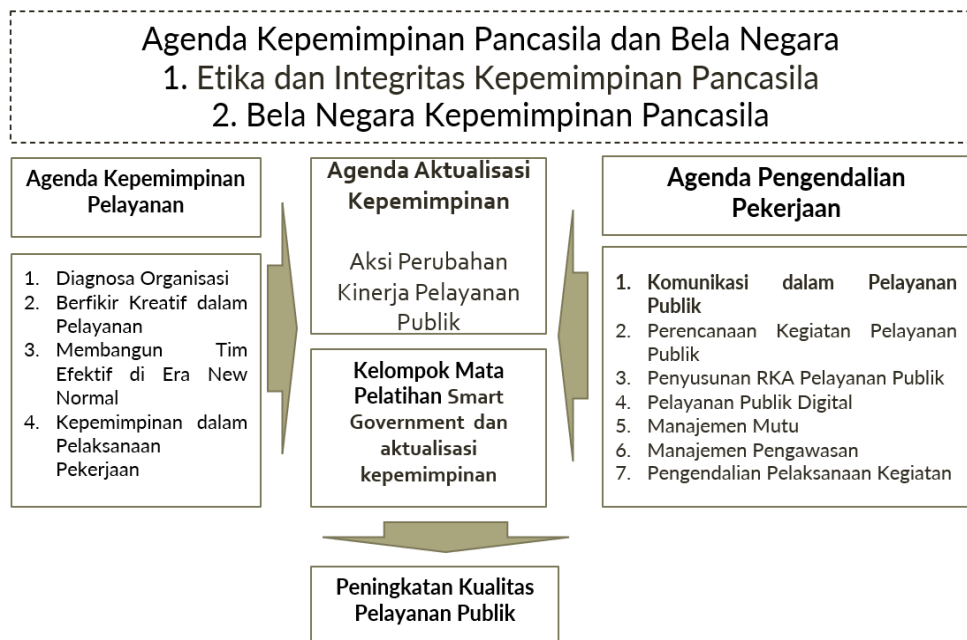 Agenda Kepemimpinan Pancasila dan Bela Negara
1. Etika dan Integritas Kepemimpinan Pancasila
2. Bela Negara Kepemimpinan Pancasila
Agenda Kepemimpinan
Pelayanan
1. Diagnosa Organisasi
2. Berfikir Kreatif dalam
Pelayanan
3. Membangun Tim
Efektif di Era New
Normal
4. Kepemimpinan dalam
Pelaksanaan
Pekerjaan
Agenda Aktualisasi
Kepemimpinan
Aksi Perubahan
Kinerja Pelayanan
Publik
Kelompok Mata
Pelatihan Smart
Government dan
aktualisasi
kepemimpinan
Agenda Pengendalian
Pekerjaan
1. Komunikasi dalam Pelayanan
Publik
2. Perencanaan Kegiatan Pelayanan
Publik
3. Penyusunan RKA Pelayanan Publik
4. Pelayanan Publik Digital
5. Manajemen Mutu
6. Manajemen Pengawasan
7. Pengendalian Pelaksanaan Kegiatan
Peningkatan Kualitas
Pelayanan Publik